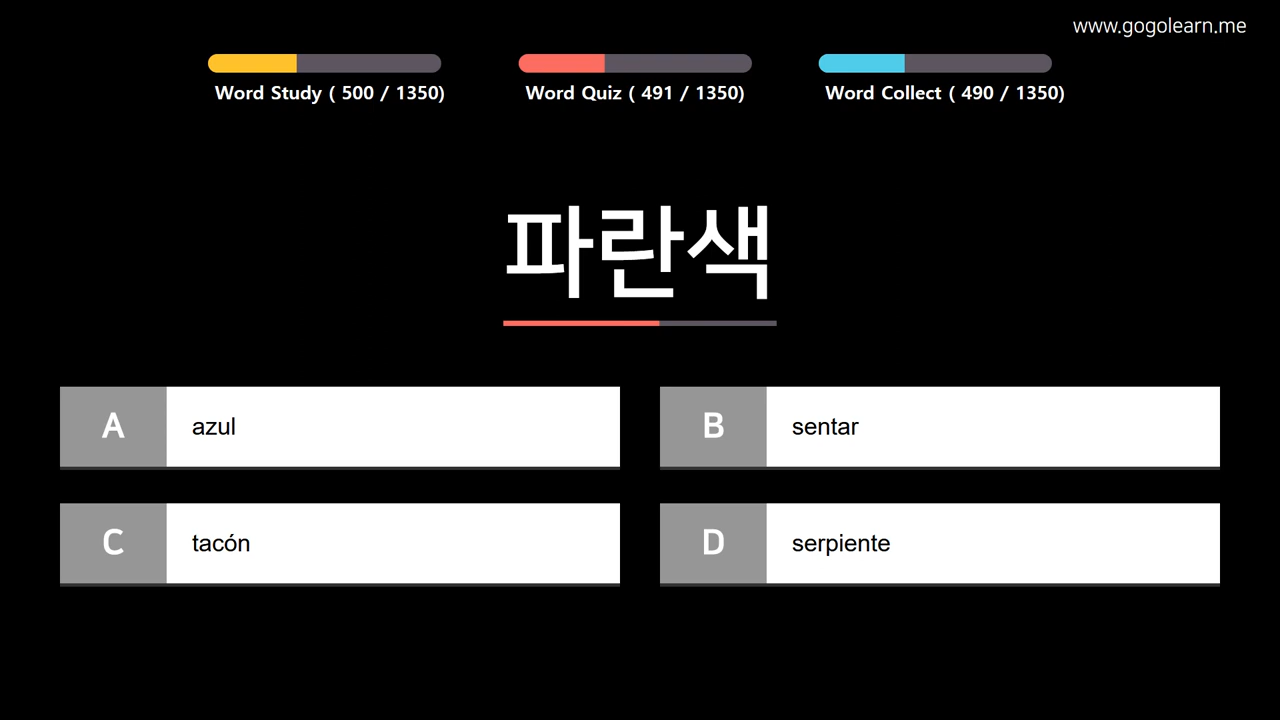 www.gogolearn.me
Word Study ( 500 / 1350)
Word Quiz ( 491 / 1350)
Word Collect ( 490 / 1350)
파란색
A azul
B sentar
C tacón
D serpiente